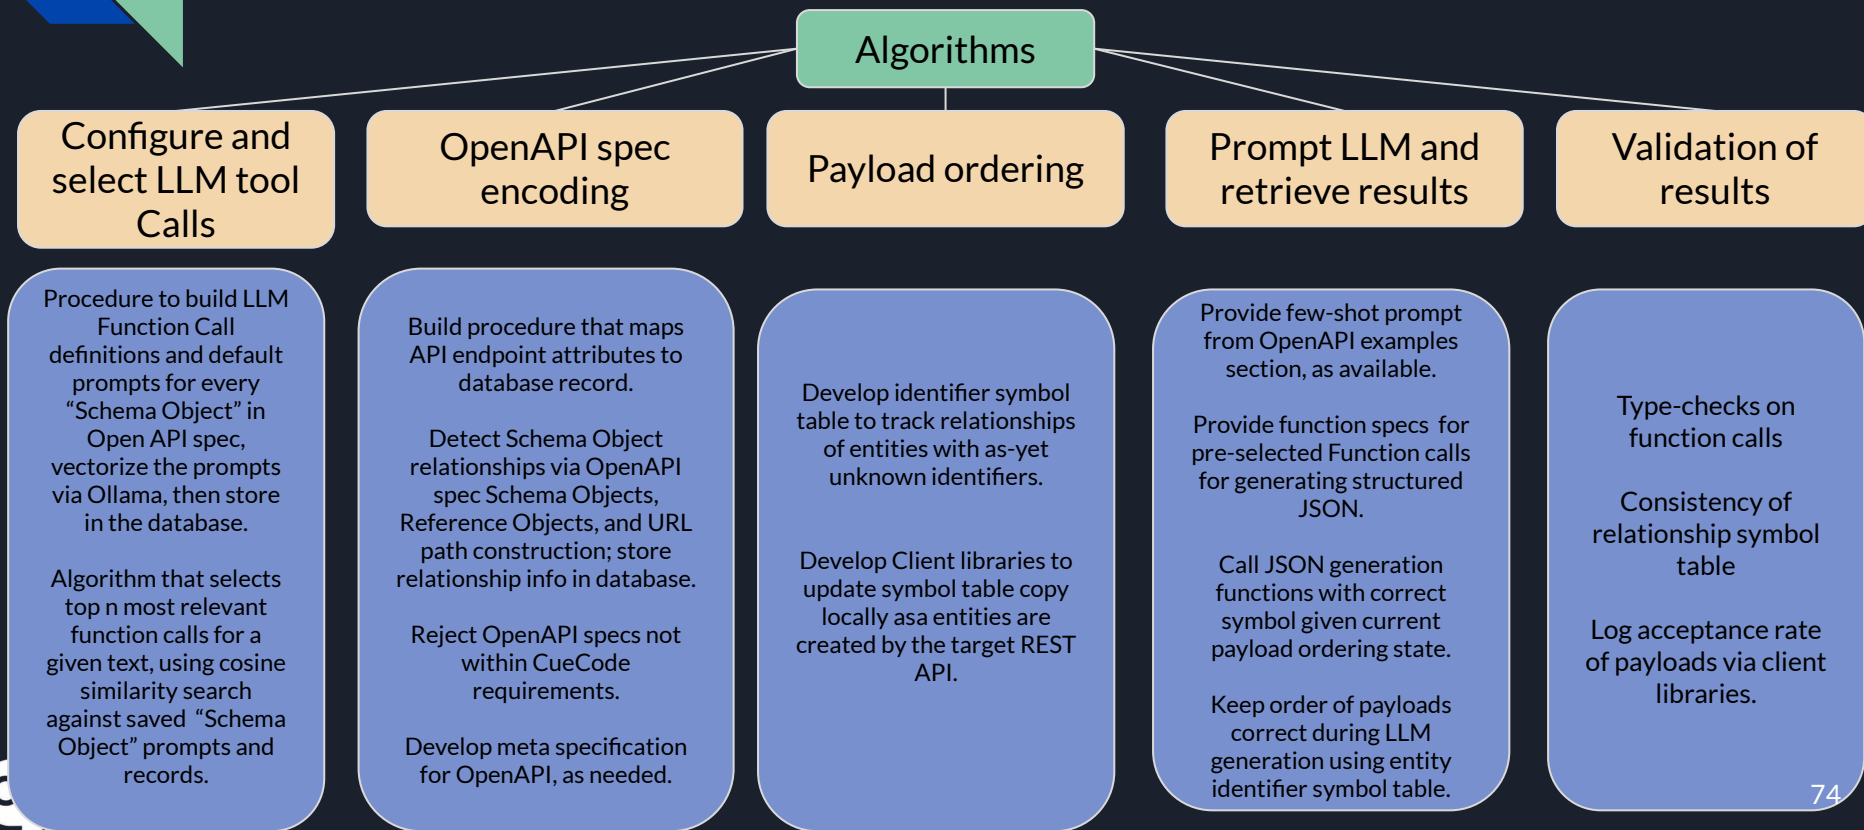 Algorithms
Configure and
select LLM tool
Calls
OpenAPI spec
encoding
Payload ordering
Prompt LLM and
retrieve results
Validation of
results
Procedure to build LLM
Function Call
definitions and default
prompts for every
“Schema Object” in
Open API spec,
vectorize the prompts
via Ollama, then store
in the database.
Algorithm that selects
top n most relevant
function calls for a
given text, using cosine
similarity search
against saved “Schema
Object” prompts and
records.
Build procedure that maps
API endpoint attributes to
database record.
Detect Schema Object
relationships via OpenAPI
spec Schema Objects,
Reference Objects, and URL
path construction; store
relationship info in database.
Reject OpenAPI specs not
within CueCode
requirements.
Develop meta specification
for OpenAPI, as needed.
Develop identifier symbol
table to track relationships
of entities with as-yet
unknown identifiers.
Develop Client libraries to
update symbol table copy
locally asa entities are
created by the target REST
API.
Provide few-shot prompt
from OpenAPI examples
section, as available.
Provide function specs for
pre-selected Function calls
for generating structured
JSON.
Call JSON generation
functions with correct
symbol given current
payload ordering state.
Keep order of payloads
correct during LLM
generation using entity
identifier symbol table.
Type-checks on
function calls
Consistency of
relationship symbol
table
Log acceptance rate
of payloads via client
libraries.
74